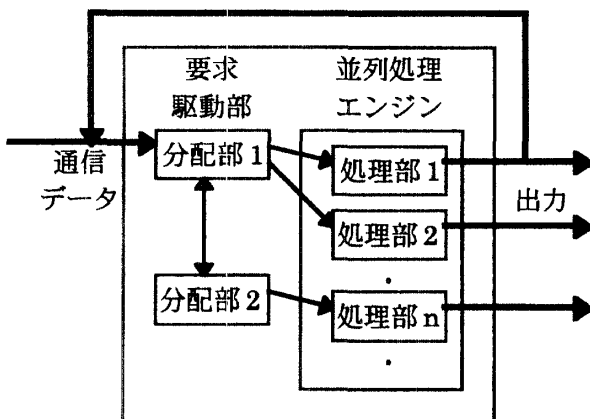 要求
駆動部
並列処理
エンジン
通信
データ
分配部1
処理部1
出力
処理部2
・
分配部2
処理部n
・